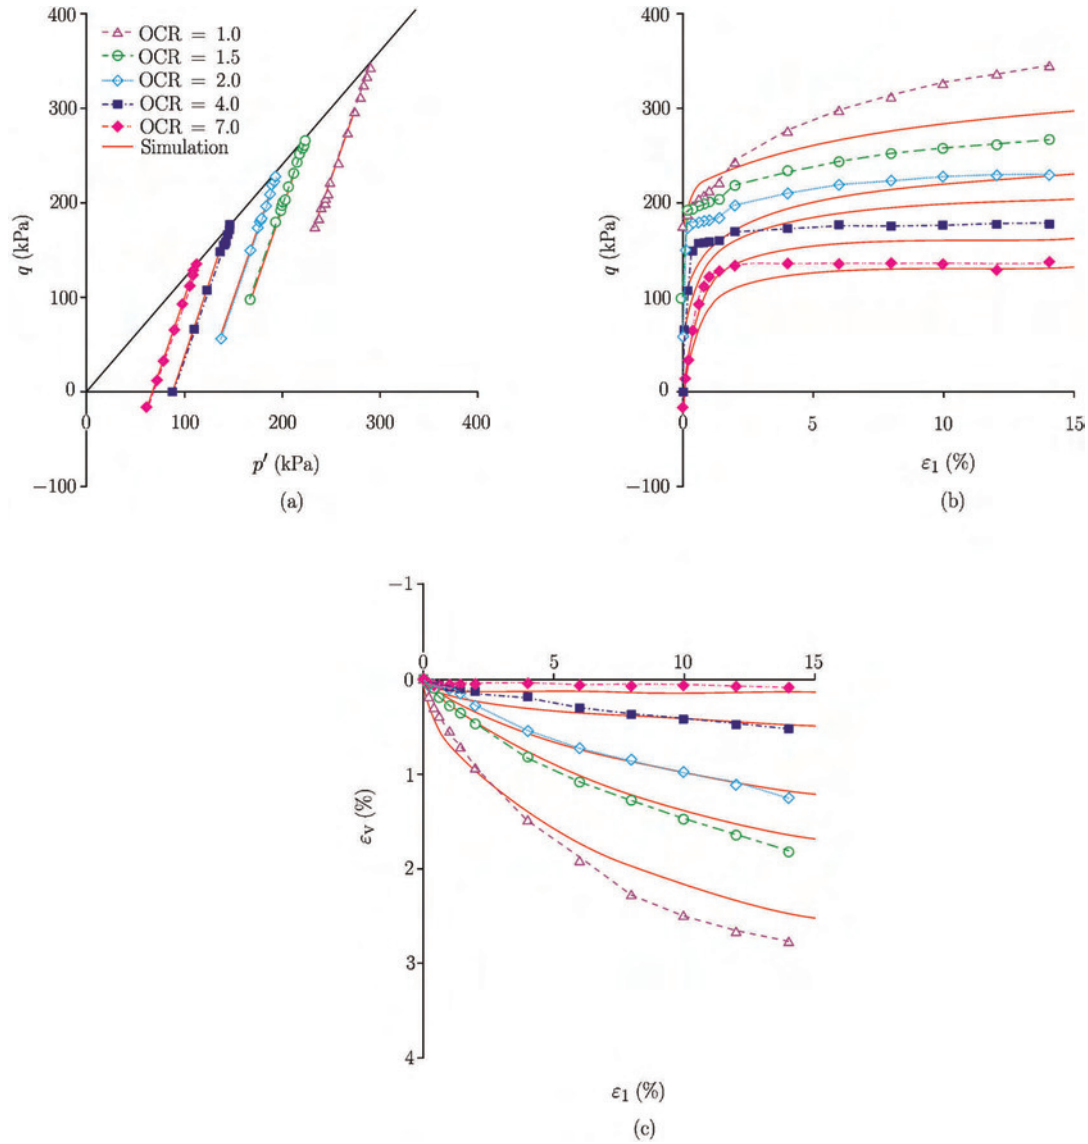 400
300
200
100
0
−100
q (kPa)
OCR = 1.0
OCR = 1.5
OCR = 2.0
OCR = 4.0
OCR = 7.0
Simulation
0
100
200
300
400
p′ (kPa)
(a)
400
300
200
100
0
−100
q (kPa)
0
5
10
15
ε1 (%)
(b)
−1
0
1
2
3
4
εv (%)
0
5
10
15
ε1 (%)
(c)